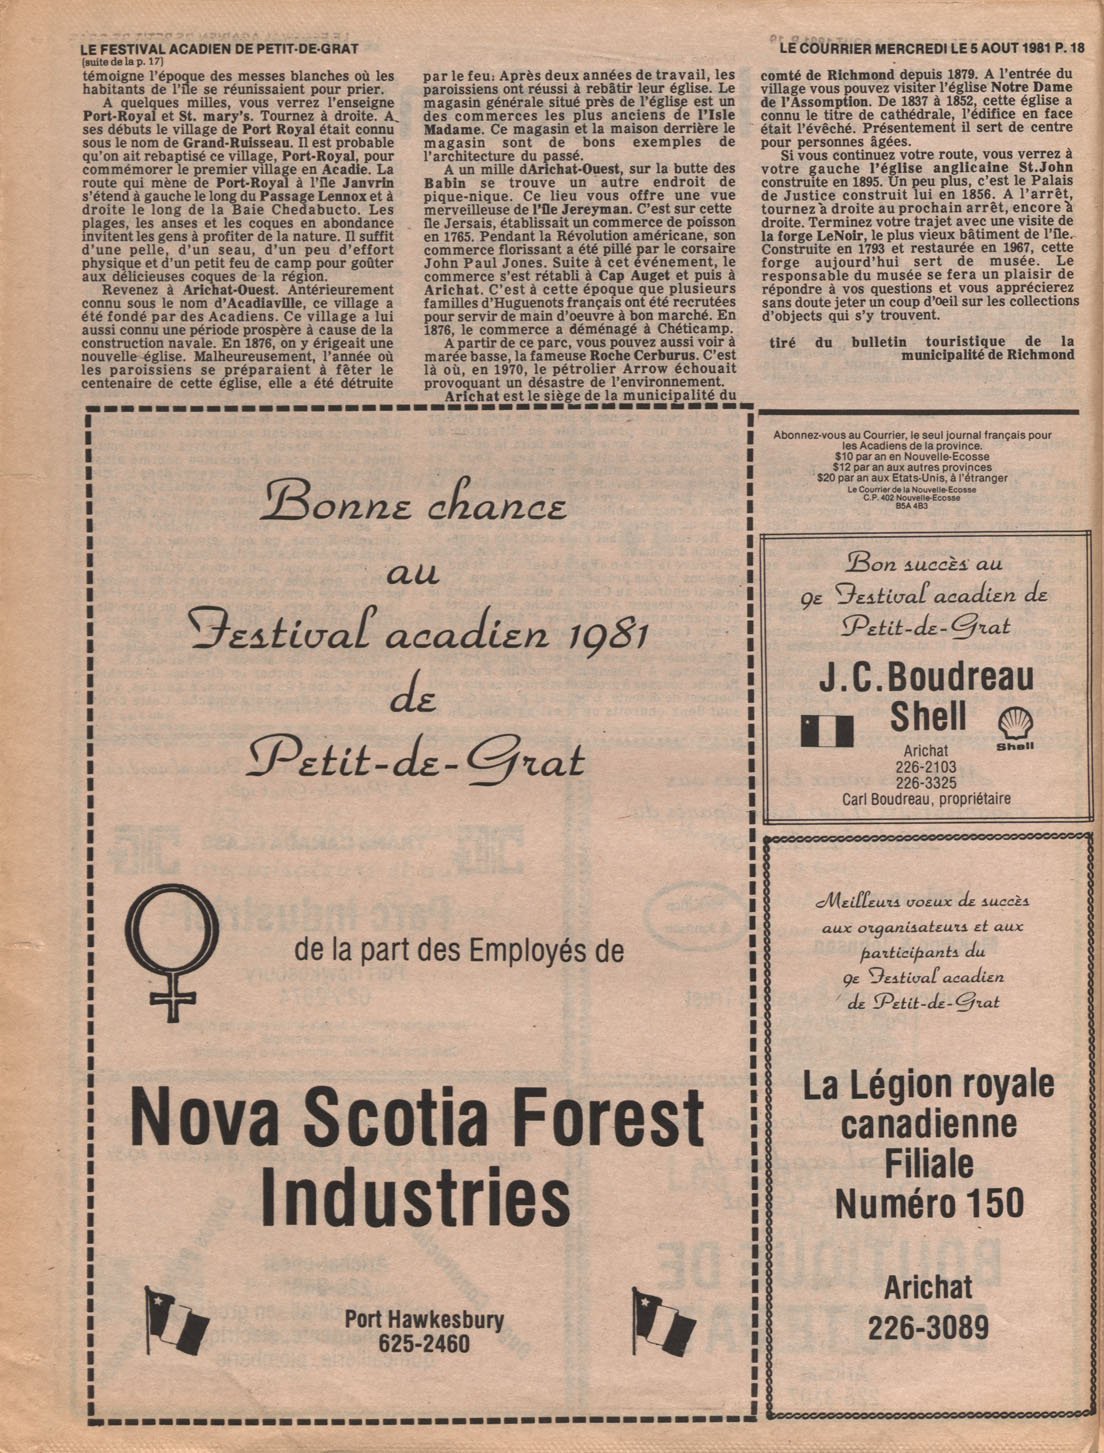 LE FESTIVAL ACADIEN DE PETIT-DE-GRAT
LE COURRIER MERCREDI LE 5 AOUT 1981 P. 18
(suite de la p. 17)
témoigne l'époque des messes blanches où les
habitants de l'île se réunissaient pour prier.
A quelques milles, vous verrez l'enseigne
Port-Royal et St. mary's. Tournez à droite. A
ses débuts le village de Port Royal était connu
sous le nom de Grand-Ruisseau. Il est probable
qu'on ait rebaptisé ce village, Port-Royal, pour
commémorer le premier village en Acadie. La
route qui mène de Port-Royal à l'île Janvrin
s'étend à gauche le long du Passage Lennox et à
droite le long de la Baie Chedabucto. Les
plages, les anses et les coques en abondance
invitent les gens à profiter de la nature. Il suffit
d'une pelle, d'un seau, d'un peu d'effort
physique et d'un petit feu de camp pour goûter
aux délicieuses coques de la région.
Revenez à Arichat-Ouest. Antérieurement
connu sous le nom d'Acadiaville, ce village a
été fondé par des Acadiens. Ce village a lui
aussi connu une période prospère à cause de la
construction navale. En 1876, on y érigeait une
nouvelle église. Malheureusement, l'année où
les paroissiens se préparaient à fêter le
centenaire de cette église, elle a été détruite
par le feu: Après deux années de travail, les
paroissiens ont réussi à rebâtir leur église. Le
magasin générale situé près de l'église est un
des commerces les plus anciens de l'Isle
Madame. Ce magasin et la maison derrière le
magasin sont de bons exemples de
l'architecture du passé.
A un mille dArichat-Ouest, sur la butte des
Babin se trouve un autre endroit de
pique-nique. Ce lieu vous offre une vue
merveilleuse de l'île Jereyman. C'est sur cette
île Jersais, établissait un commerce de poisson
en 1765. Pendant la Révolution américane, son
commerce florissant a été pillé par le corsaire
John Paul Jones. Suite à cet événement, le
commerce s'est rétabli à Cap Auget et puis à
Arichat. C'est à cette époque que plusieurs
familles d'Huguenots français ont été recrutées
pour servir de main d'oeuvre à bon marché. En
1876, le commerce a déménagé à Chéticamp.
A partir de ce parc, vous pouvez aussi voir à
marée basse, la fameuse Roche Cerburus. C'est
là où, en 1970, le pétrolier Arrow échouait
provoquant un désastre de l'environnement.
Arichat est le siège de la municipalité du
comté de Richmond depuis 1879. A l'entrée du
village vous pouvez visiter l'église Notre Dame
de l'Assomption. De 1837 à 1852, cette église a
connu le titre de cathédrale, l'édifice en face
était l'évêché. Présentement il sert de centre
pour personnes âgées.
Si vous continuez votre route, vous verrez à
votre gauche l'église anglicaine St.John
construite en 1895. Un peu plus, c'est le Palais
de Justice construit lui en 1856. A l'arrêt,
tournez à droite au prochain arrêt, encore à
droite. Terminez votre trajet avec une visite de
la forge LeNoir, le plus vieux bâtiment de l'île.
Construite en 1793 et restaurée en 1967, cette
forge aujourd'hui sert de musée. Le
responsable du musée se fera un plaisir de
répondre à vos questions et vous apprécierez
sans doute jeter un coup d'oeil sur les collections
d'objects qui s'y trouvent.
tiré du bulletin touristique de la
municipalité de Richmond
Abonnez-vous au Courrier, le seul journal français pour
les Acadiens de la province.
$10 par an en Nouvelle-Ecosse
$12 par an aux autres provinces
$20 par an aux Etats-Unis, à l'étranger
Le Courrier de la Nouvelle-Ecosse
C.P. 402 Nouvelle-Ecosse
B5A 4B3
Bonne chance
au
Festival acadien 1981
de
Petit-de-Grat
de la part des Employés de
Nova Scotia Forest
Industries
Port Hawkesbury
625-2460
Bon succès au
9e Festival acadien de
Petit-de-Grat
J.C.Boudreau
Shell
Shell
Arichat
226-2103
226-3325
Carl Boudreau, propriétaire
Meilleurs voeux de succès
aux organisateurs et aux
participants du
9e Festival acadien
de Petit-de-Grat
La Légion royale
canadienne
Filiale
Numéro 150
Arichat
226-3089